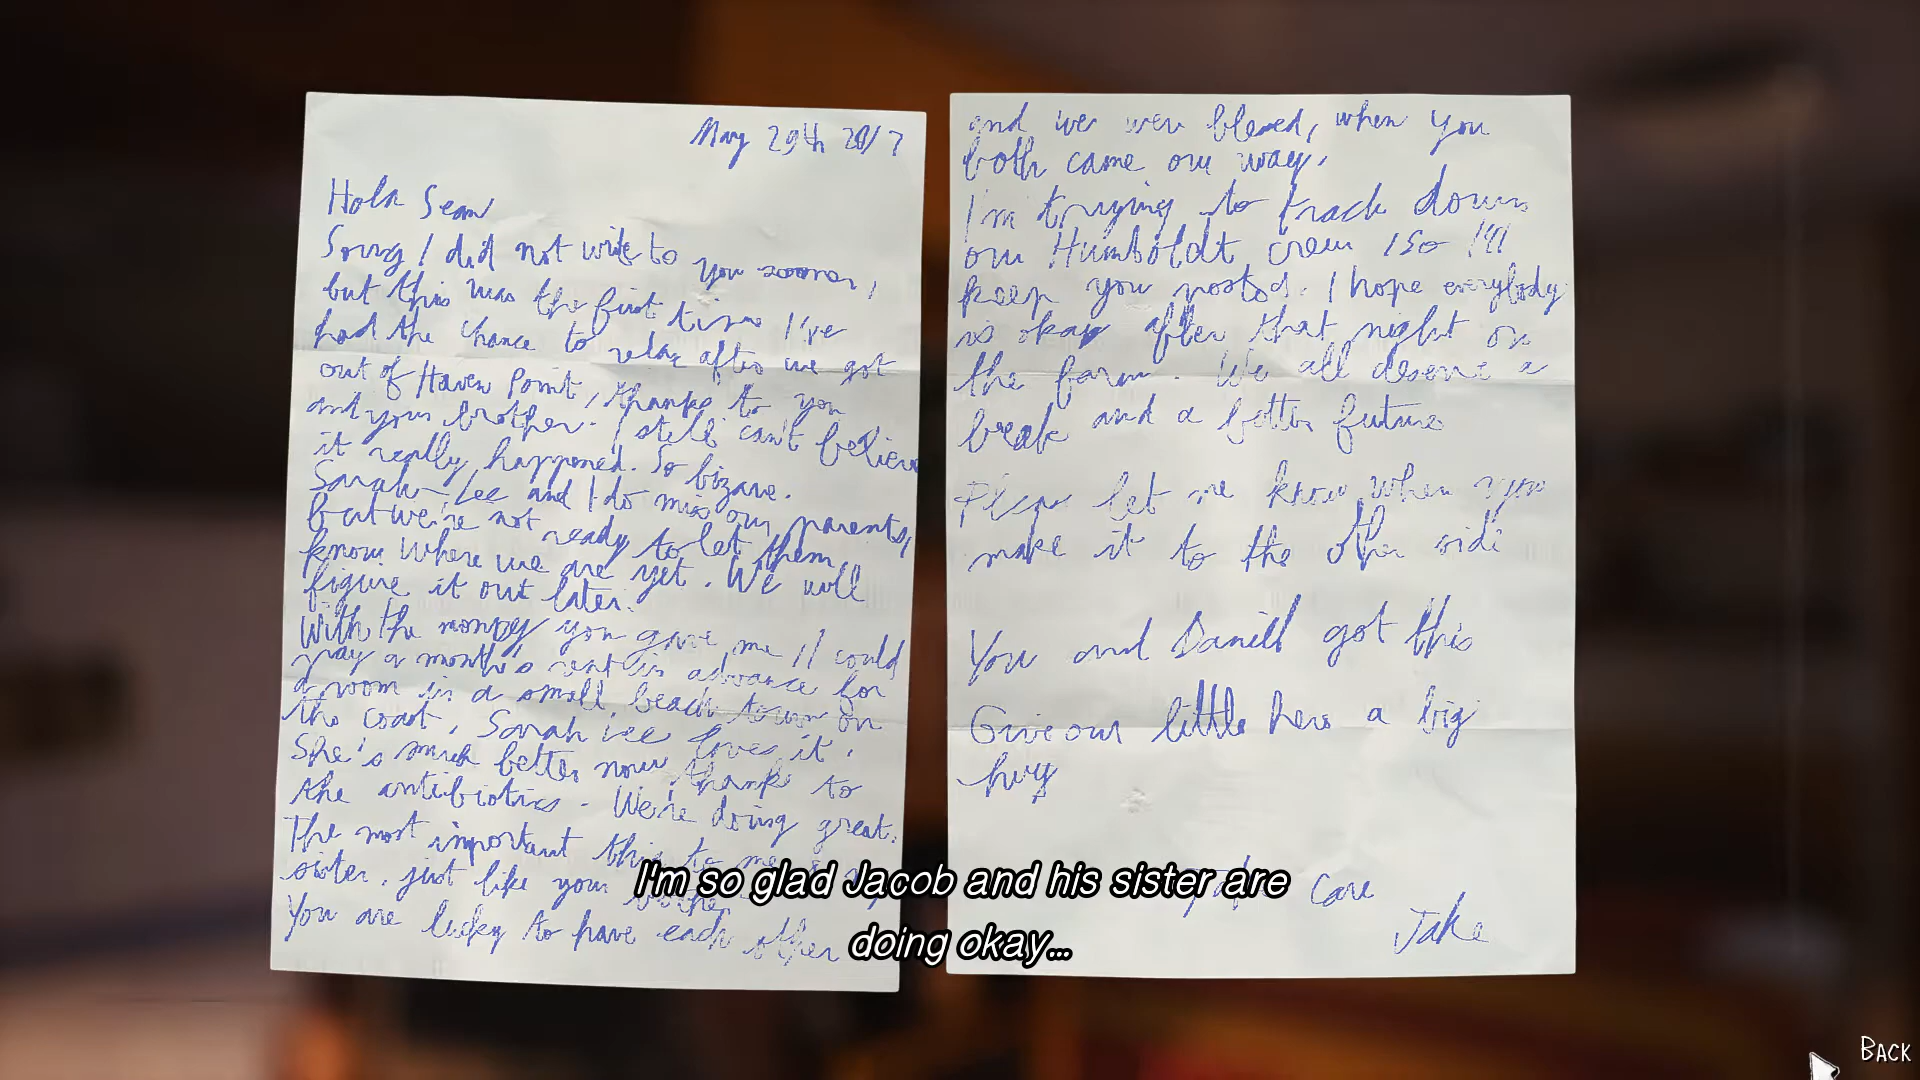 May 29th 2017
Hola Sean
Sorry I did not write to you sooner,
but this was the first time I've
had the chance to relax after we got
out of Haven Point, thanks to you
and your brother. I still can't believe
it really happened. So bizare.
Sarah-Lee and I do miss our parents,
but we're not ready to let them
know where we are yet. We will
figure it out later.
With the money you gave me, I could
pay a month's rent in advance for
a room in a small beach town on
the coast, Sarah Lee loves it.
She's much better now, thanks to
the antibiotics. We're doing great.
The most important thing to me
sister, just like your brother
You are lucky to have each other
and we were blessed, when you
both came our way,
I'm trying to track down
our Humboldt crew, so I'll
keep you posted. I hope everybody
is okay after that night on
the farm. We all deserve a
break and a better future
Please let me know when you
make it to the other side
You and Daniel got this
Give our little hero a big
hug
Care
Jake
I'm so glad Jacob and his sister are
doing okay...
BACK